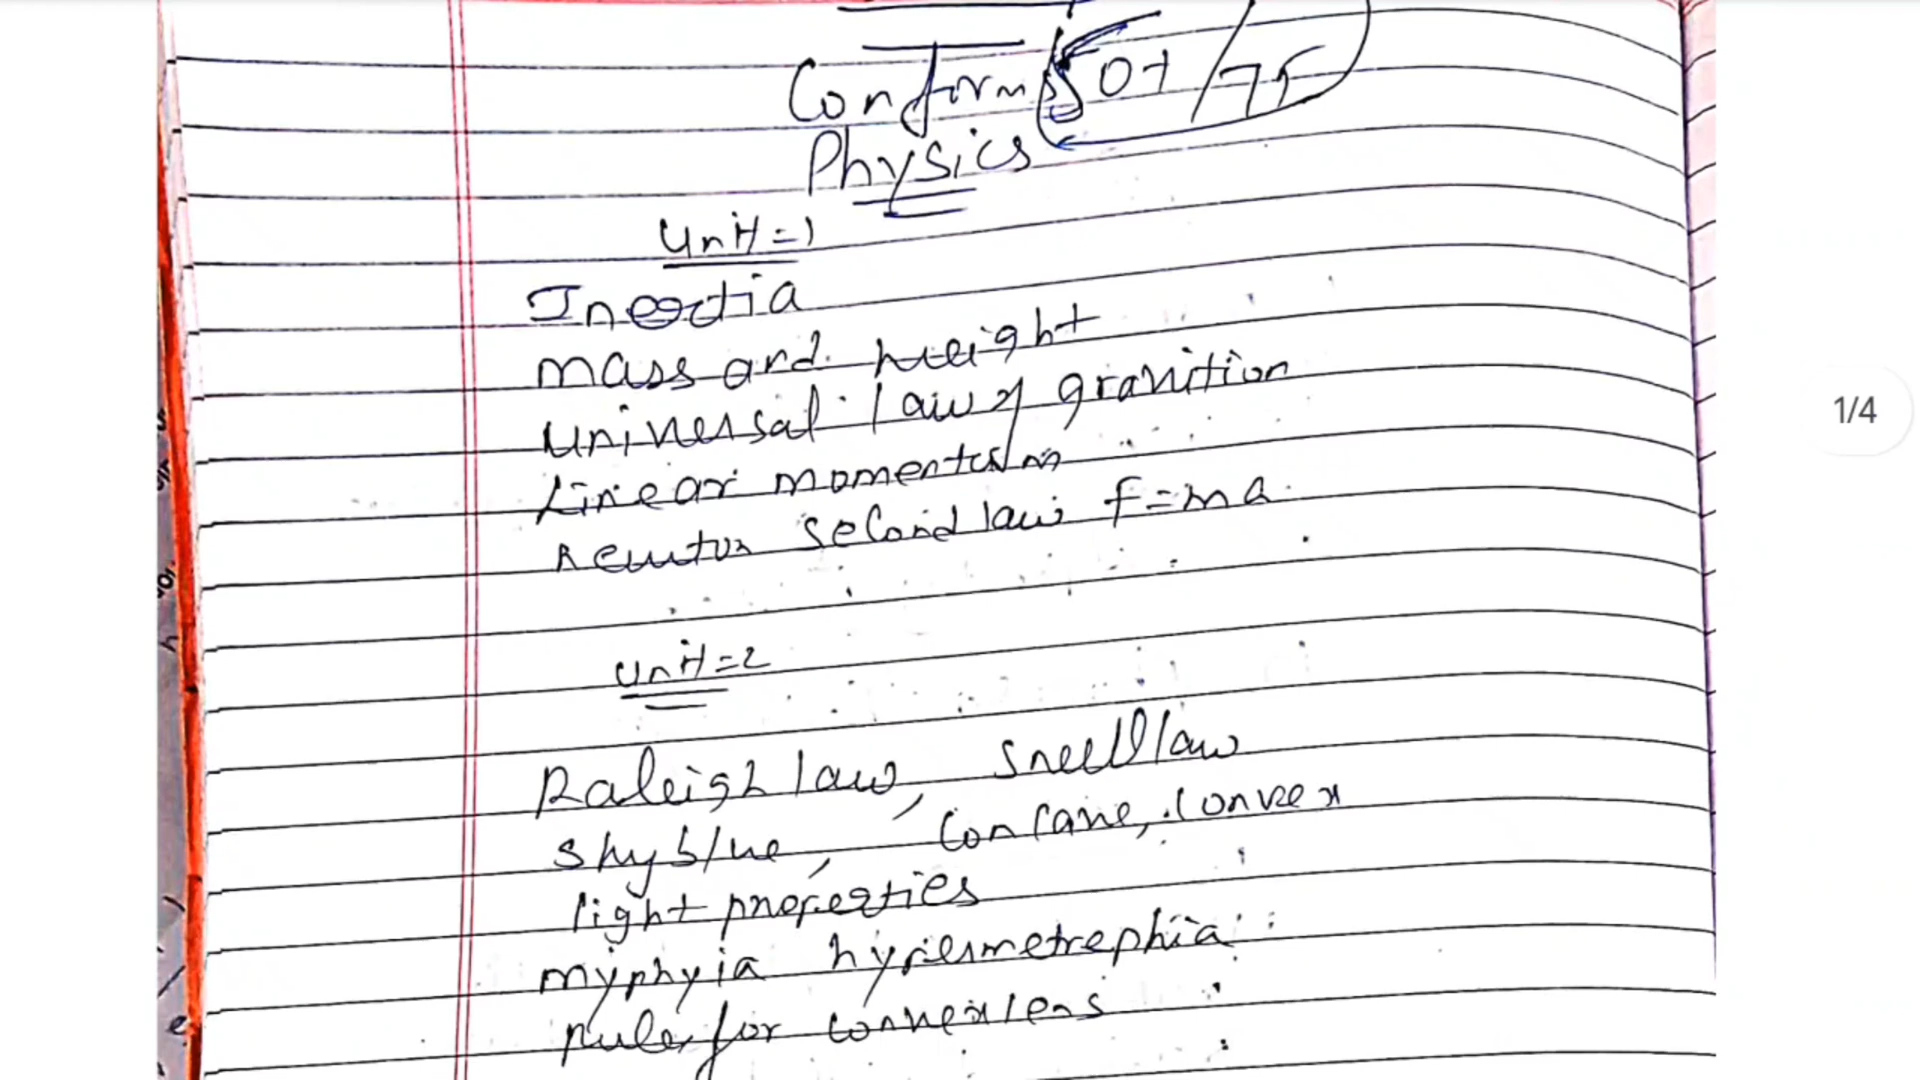 Conform 50+/75
Physics
Unit=1
Inertia
mass and weight
universal law of gravition
Linear momentum
Newton second law f=ma
Unit=2
Raleigh law, Snell law
sky blue, Concave, convex
light properties
myphyia hypermetrephia
Rule for convex lens
1/4